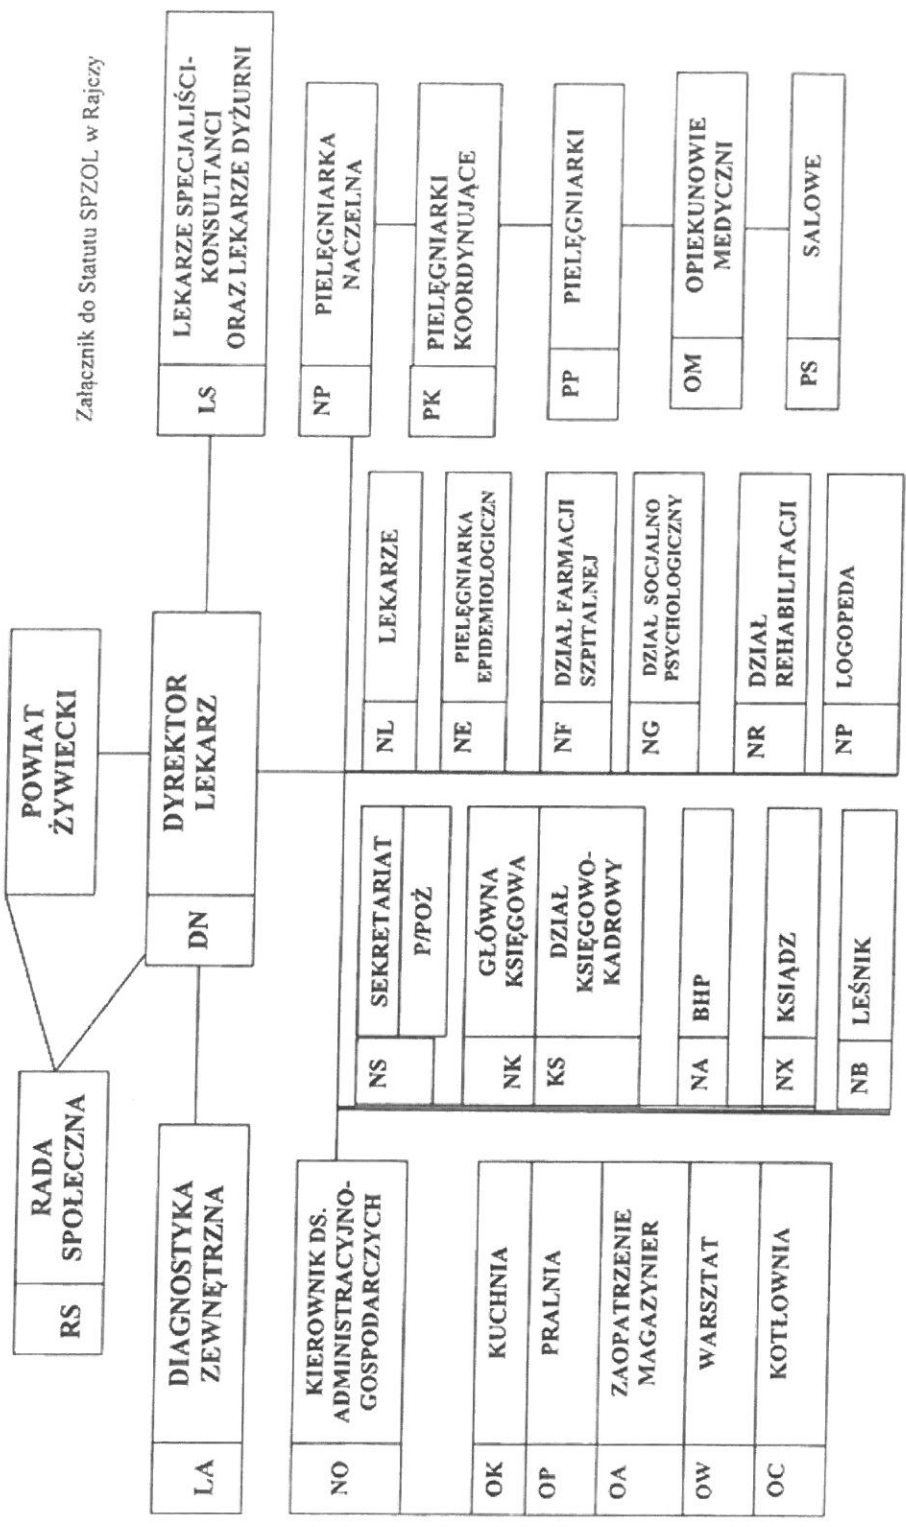 Załącznik do Statutu SPZOL w Rajczy
POWIAT
ŻYWIECKI
RS
RADA
SPOŁECZNA
DN
DYREKTOR
LEKARZ
LA
DIAGNOSTYKA
ZEWNĘTRZNA
LS
LEKARZE SPECJALIŚCI-
KONSULTANCI
ORAZ LEKARZE DYŻURNI
NO
KIEROWNIK DS.
ADMINISTRACYJNO-
GOSPODARCZYCH
OK
KUCHNIA
OP
PRALNIA
OA
ZAOPATRZENIE
MAGAZYNIER
OW
WARSZTAT
OC
KOTŁOWNIA
NS
SEKRETARIAT
P/POŻ
NK
GŁÓWNA
KSIĘGOWA
KS
DZIAŁ
KSIĘGOWO-
KADROWY
NA
BHP
NX
KSIĄDZ
NB
LEŚNIK
NL
LEKARZE
NE
PIELĘGNIARKA
EPIDEMIOLOGICZN
NF
DZIAŁ FARMACJI
SZPITALNEJ
NG
DZIAŁ SOCJALNO
PSYCHOLOGICZNY
NR
DZIAŁ
REHABILITACJI
NP
LOGOPEDA
NP
PIELĘGNIARKA
NACZELNA
PK
PIELĘGNIARKI
KOORDYNUJĄCE
PP
PIELĘGNIARKI
OM
OPIEKUNOWIE
MEDYCZNI
PS
SALOWE